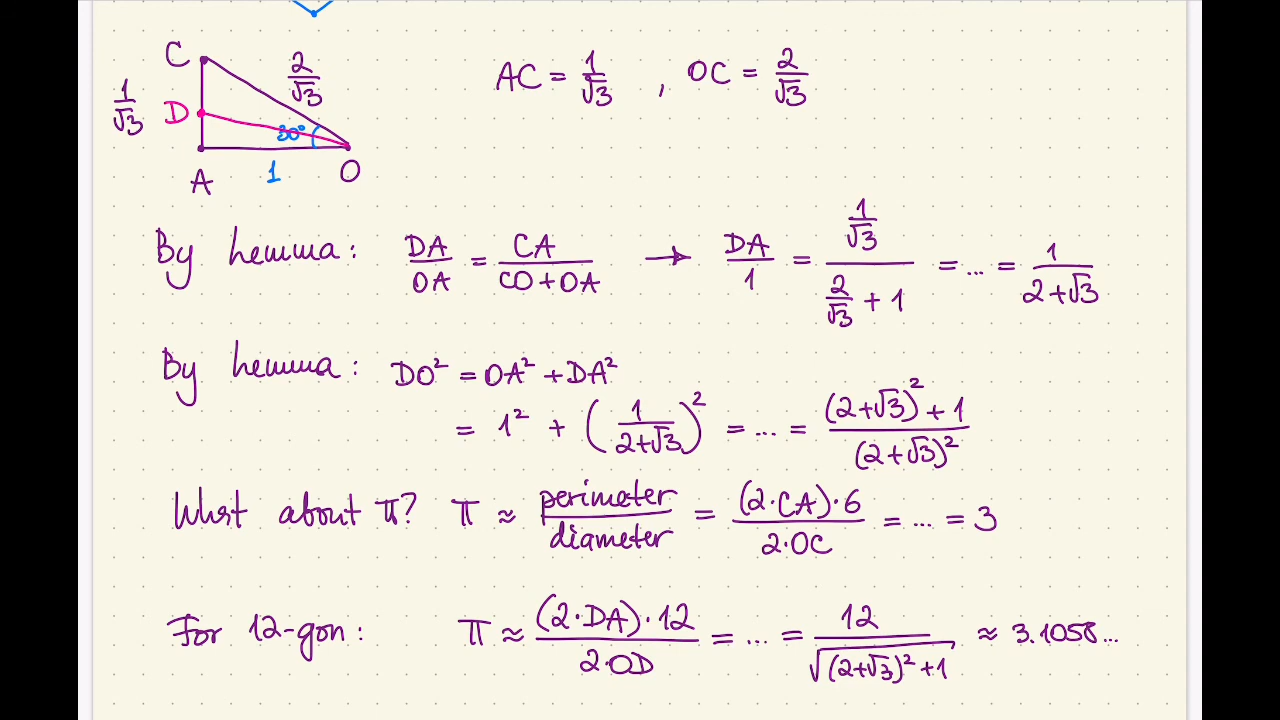 C 2/√3 AC = 1/√3 , OC = 2/√3
1/√3 D 30°
A 1 O
By lemma: DA/OA = CA/(CO+OA) → DA/1 = (1/√3)/(2/√3 + 1) = ... = 1/(2+√3)
By lemma: DO² = OA² + DA²
= 1² + (1/(2+√3))² = ... = ((2+√3)² + 1)/(2+√3)²
What about π? π ≈ perimeter/diameter = ((2·CA)·6)/(2·OC) = ... = 3
For 12-gon: π ≈ ((2·DA)·12)/(2·OD) = ... = 12/√((2+√3)²+1) ≈ 3.1058...